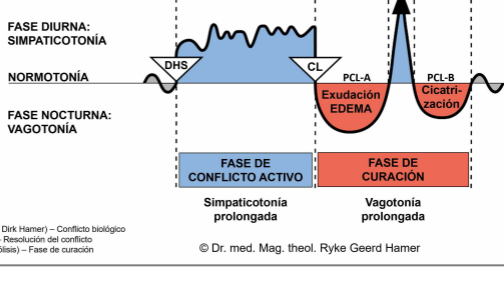 FASE DIURNA:
SIMPATICOTONÍA
DHS
CL
NORMOTONÍA
PCL-A
PCL-B
Exudación
EDEMA
Cicatri-
zación
FASE NOCTURNA:
VAGOTONÍA
FASE DE
CONFLICTO ACTIVO
FASE DE
CURACIÓN
Simpaticotonía
prolongada
Vagotonía
prolongada
Dirk Hamer) – Conflicto biológico
- Resolución del conflicto
ólisis) – Fase de curación
© Dr. med. Mag. theol. Ryke Geerd Hamer